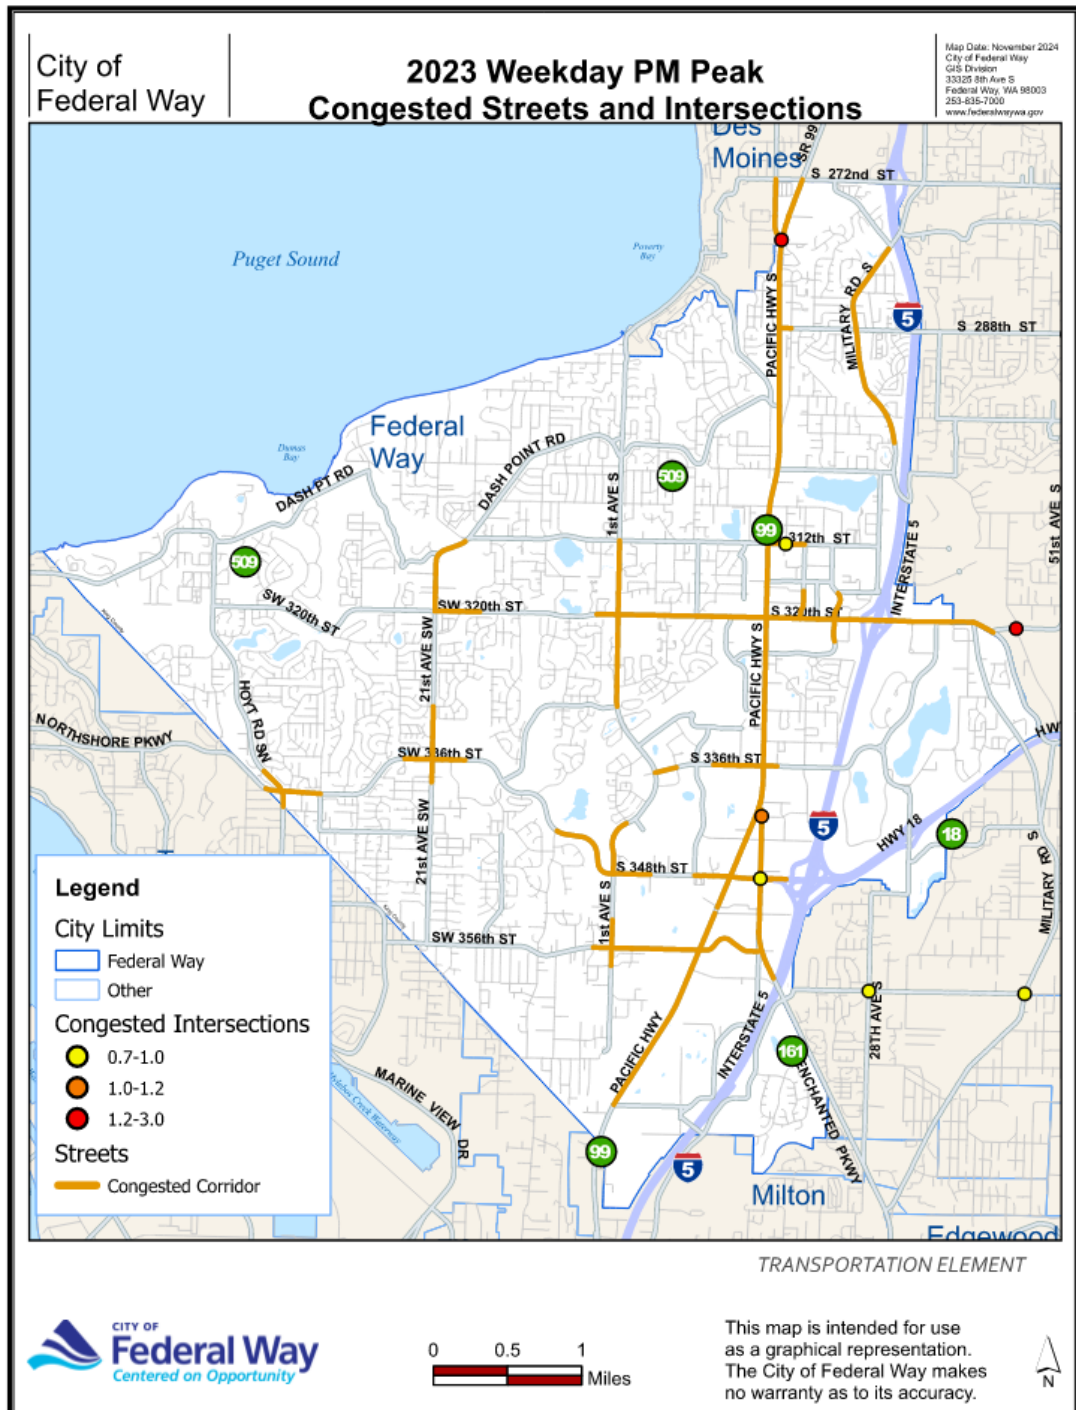 City of
Federal Way
2023 Weekday PM Peak
Congested Streets and Intersections
Map Date: November 2024
City of Federal Way
GIS Division
33325 8th Ave S
Federal Way, WA 98003
253-835-7000
www.federalwaywa.gov
Des
Moines
SR 99
S 272nd ST
Puget Sound
Poverty
Bay
PACIFIC HWY S
MILITARY RD S
5
S 288th ST
Federal
Way
DASH POINT RD
Dumas
Bay
DASH PT RD
509
1st AVE S
99
312th ST
51st AVE S
INTERSTATE 5
509
SW 320th ST
SW 320th ST
S 320th ST
King County
21st AVE SW
PACIFIC HWY S
HOYT RD SW
NORTHSHORE PKWY
SW 336th ST
S 336th ST
HW
5
HWY 18
18
MILITARY RD S
21st AVE SW
S 348th ST
1st AVE S
King County
SW 356th ST
INTERSTATE 5
28TH AVE S
PACIFIC HWY
161
ENCHANTED PKWY
MARINE VIEW
DR
Hylebos Creek Waterway
99
5
Milton
Edgewood
Legend
City Limits
Federal Way
Other
Congested Intersections
0.7-1.0
1.0-1.2
1.2-3.0
Streets
Congested Corridor
TRANSPORTATION ELEMENT
CITY OF
Federal Way
Centered on Opportunity
0 0.5 1
Miles
This map is intended for use
as a graphical representation.
The City of Federal Way makes
no warranty as to its accuracy.
N